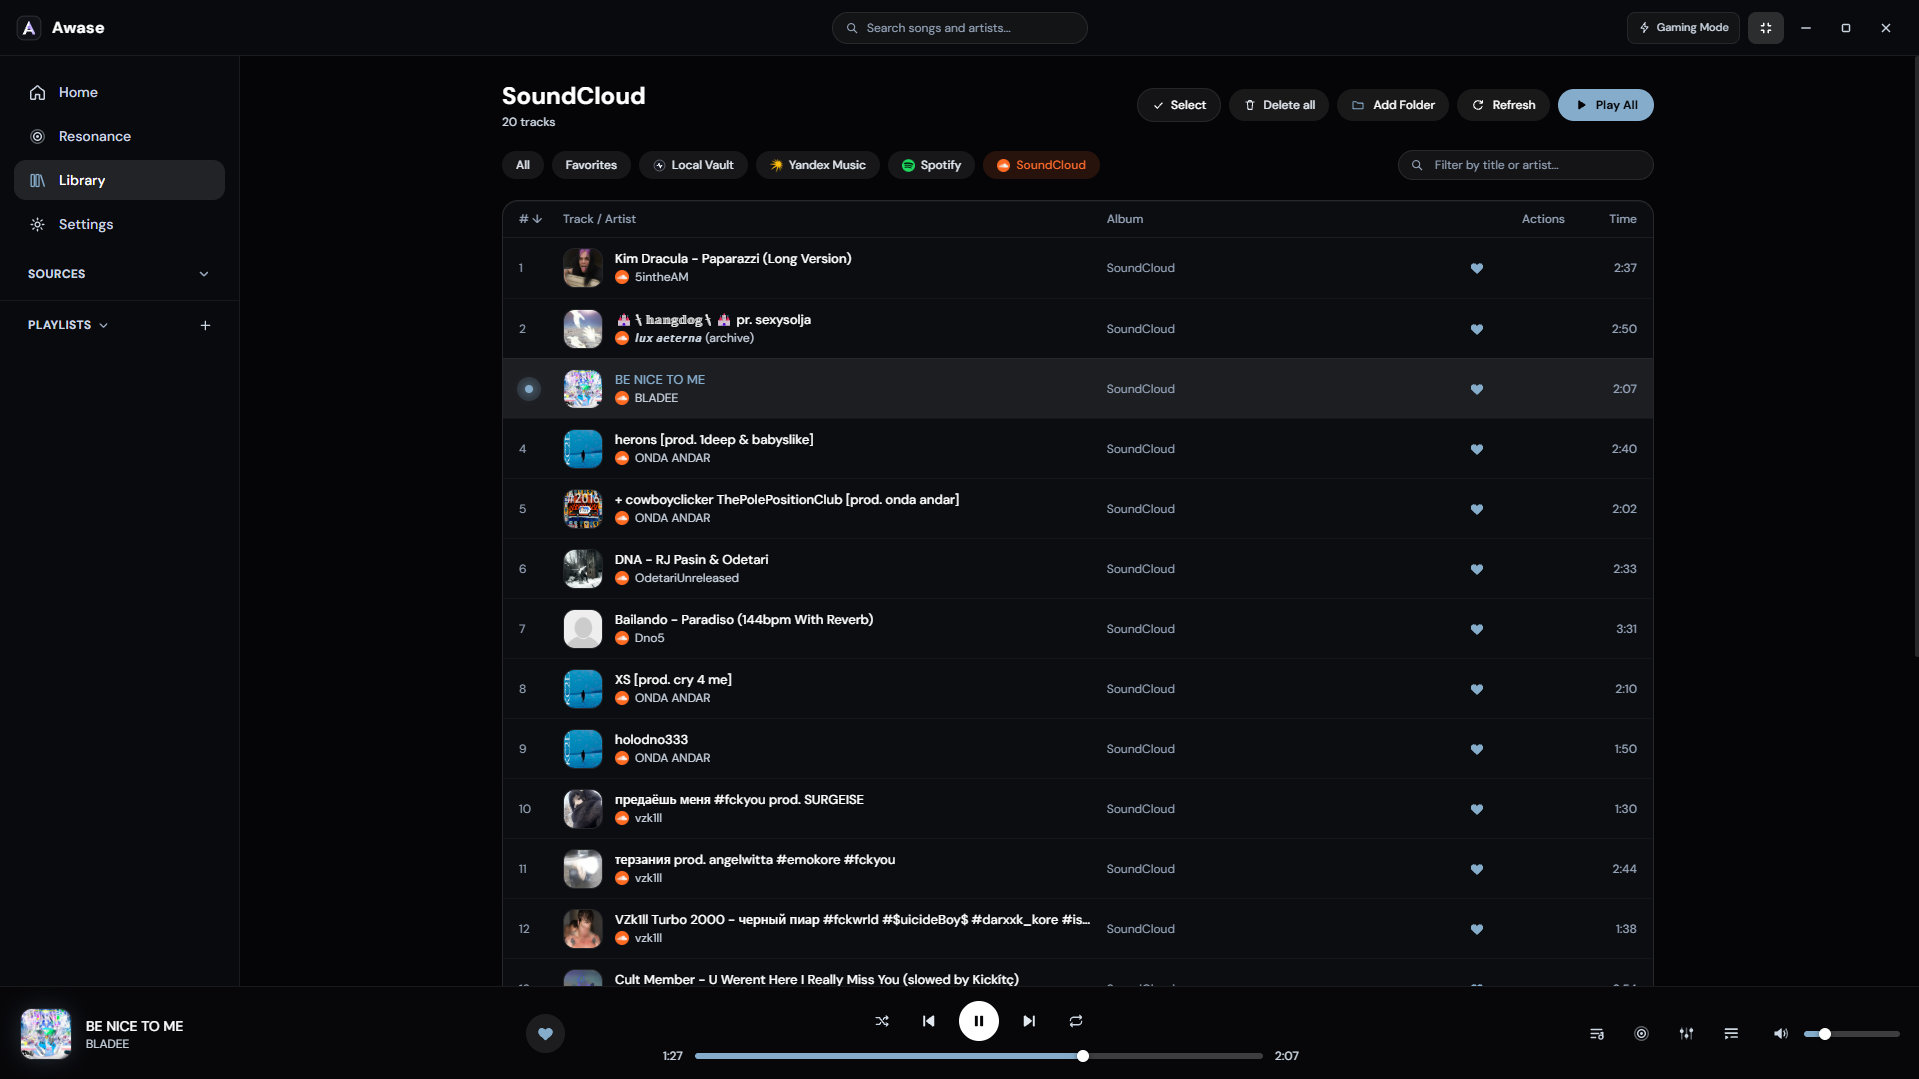 Awase
Search songs and artists...
Gaming Mode
Home
Resonance
Library
Settings
SOURCES
PLAYLISTS
SoundCloud
20 tracks
Select
Delete all
Add Folder
Refresh
Play All
All
Favorites
Local Vault
Yandex Music
Spotify
SoundCloud
Filter by title or artist...
# Track / Artist Album Actions Time
1 Kim Dracula - Paparazzi (Long Version) SoundCloud 2:37
5intheAM
2 🏰 \ 𝕙𝕒𝕟𝕘𝕕𝕠𝕘 \ 🏰 pr. sexysolja SoundCloud 2:50
𝙡𝙪𝙭 𝙖𝙚𝙩𝙚𝙧𝙣𝙖 (archive)
BE NICE TO ME SoundCloud 2:07
BLADEE
4 herons [prod. 1deep & babyslike] SoundCloud 2:40
ONDA ANDAR
5 + cowboyclicker ThePolePositionClub [prod. onda andar] SoundCloud 2:02
ONDA ANDAR
6 DNA - RJ Pasin & Odetari SoundCloud 2:33
OdetariUnreleased
7 Bailando - Paradiso (144bpm With Reverb) SoundCloud 3:31
Dno5
8 XS [prod. cry 4 me] SoundCloud 2:10
ONDA ANDAR
9 holodno333 SoundCloud 1:50
ONDA ANDAR
10 предаёшь меня #fckyou prod. SURGEISE SoundCloud 1:30
vzk1ll
11 терзания prod. angelwitta #emokore #fckyou SoundCloud 2:44
vzk1ll
12 VZk1ll Turbo 2000 - черный пиар #fckwrld #$uicideBoy$ #darxxk_kore #is... SoundCloud 1:38
vzk1ll
Cult Member - U Werent Here I Really Miss You (slowed by Kickítç)
BE NICE TO ME
BLADEE
1:27
2:07